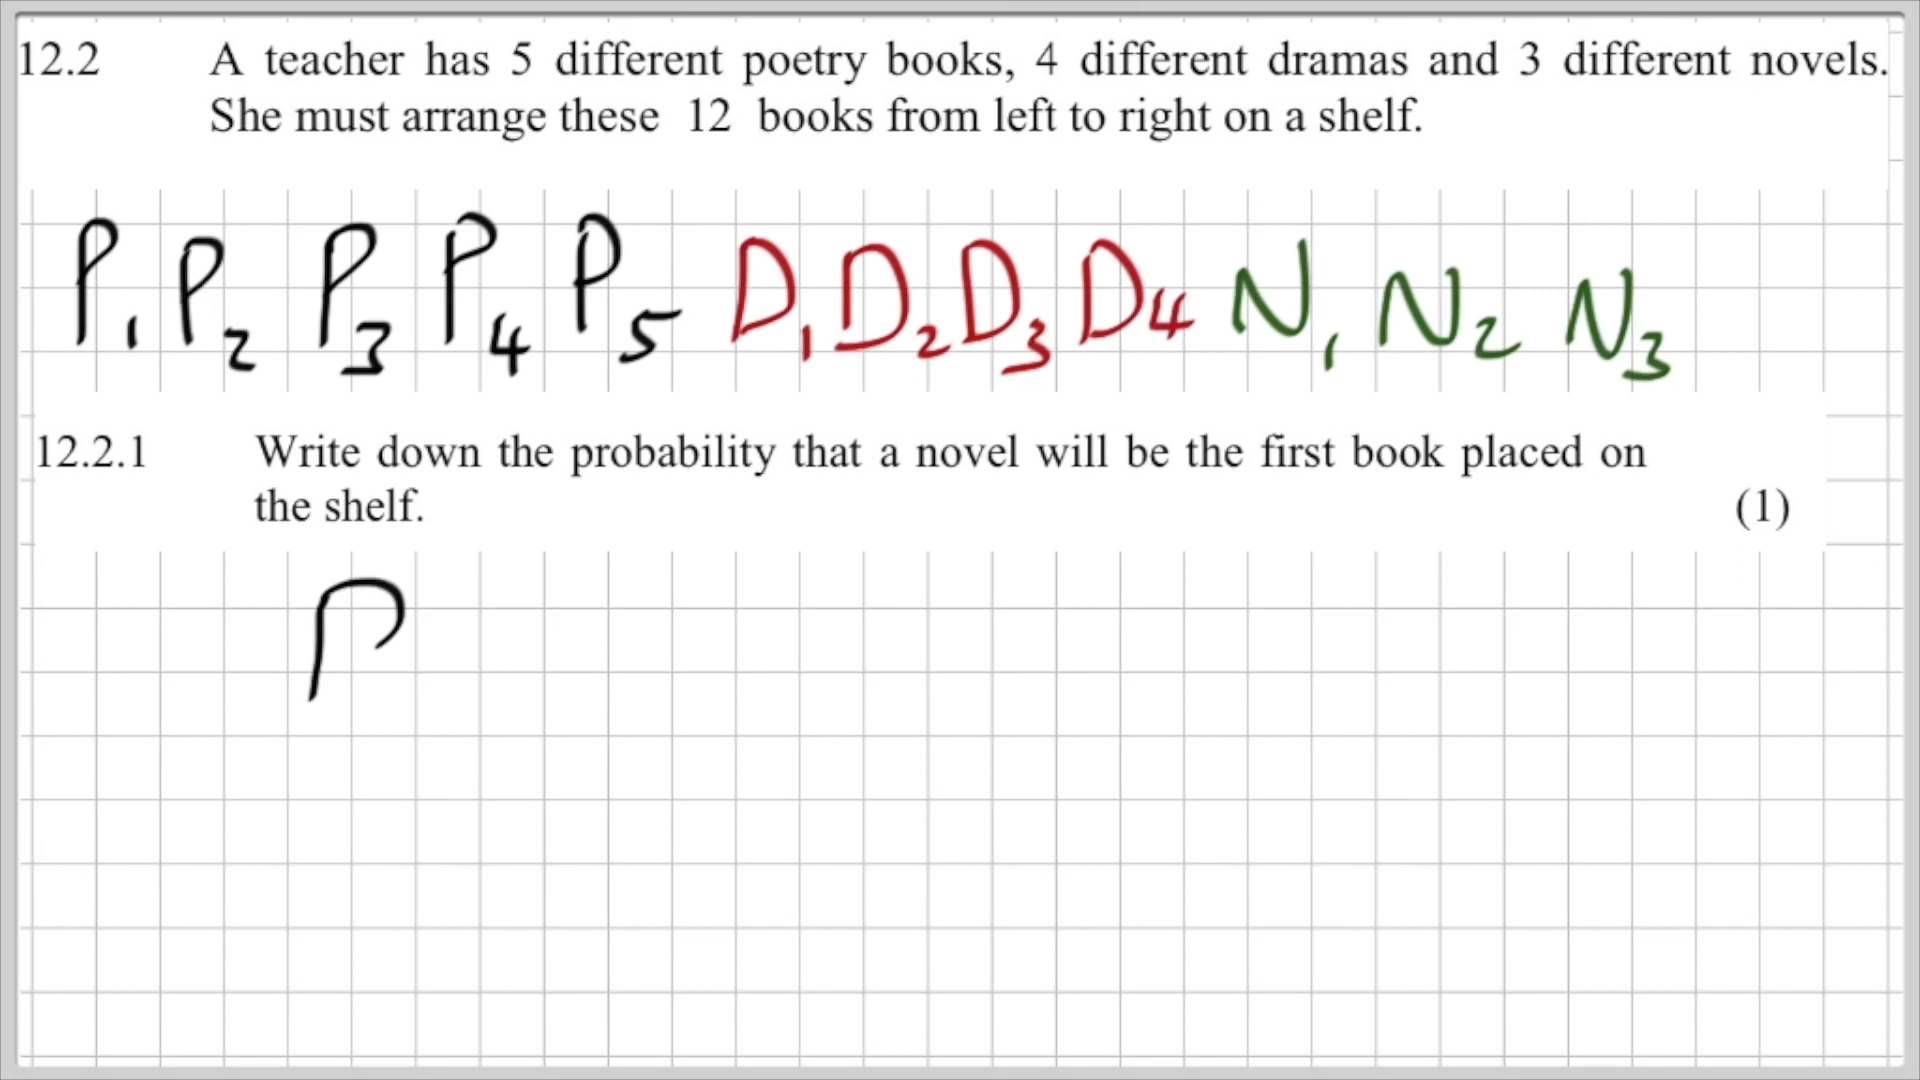 12.2 A teacher has 5 different poetry books, 4 different dramas and 3 different novels.
She must arrange these 12 books from left to right on a shelf.
P1 P2 P3 P4 P5 D1 D2 D3 D4 N1 N2 N3
12.2.1 Write down the probability that a novel will be the first book placed on
the shelf. (1)
P